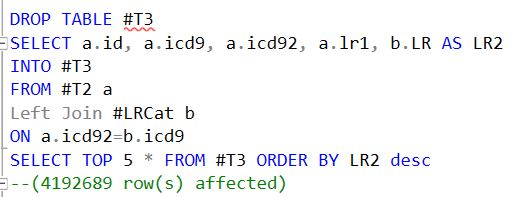 DROP TABLE #T3
SELECT a.id, a.icd9, a.icd92, a.lr1, b.LR AS LR2
INTO #T3
FROM #T2 a
Left Join #LRCat b
ON a.icd92=b.icd9
SELECT TOP 5 * FROM #T3 ORDER BY LR2 desc
--(4192689 row(s) affected)